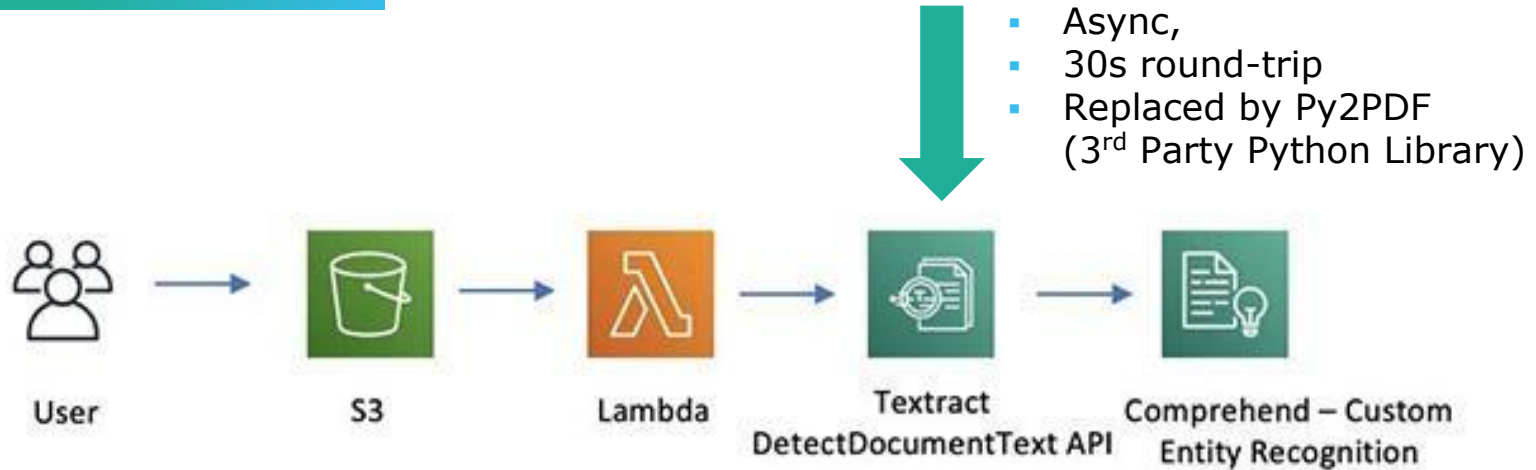 Async,
30s round-trip
Replaced by Py2PDF
(3rd Party Python Library)
User
S3
Lambda
Textract
DetectDocumentText API
Comprehend – Custom
Entity Recognition